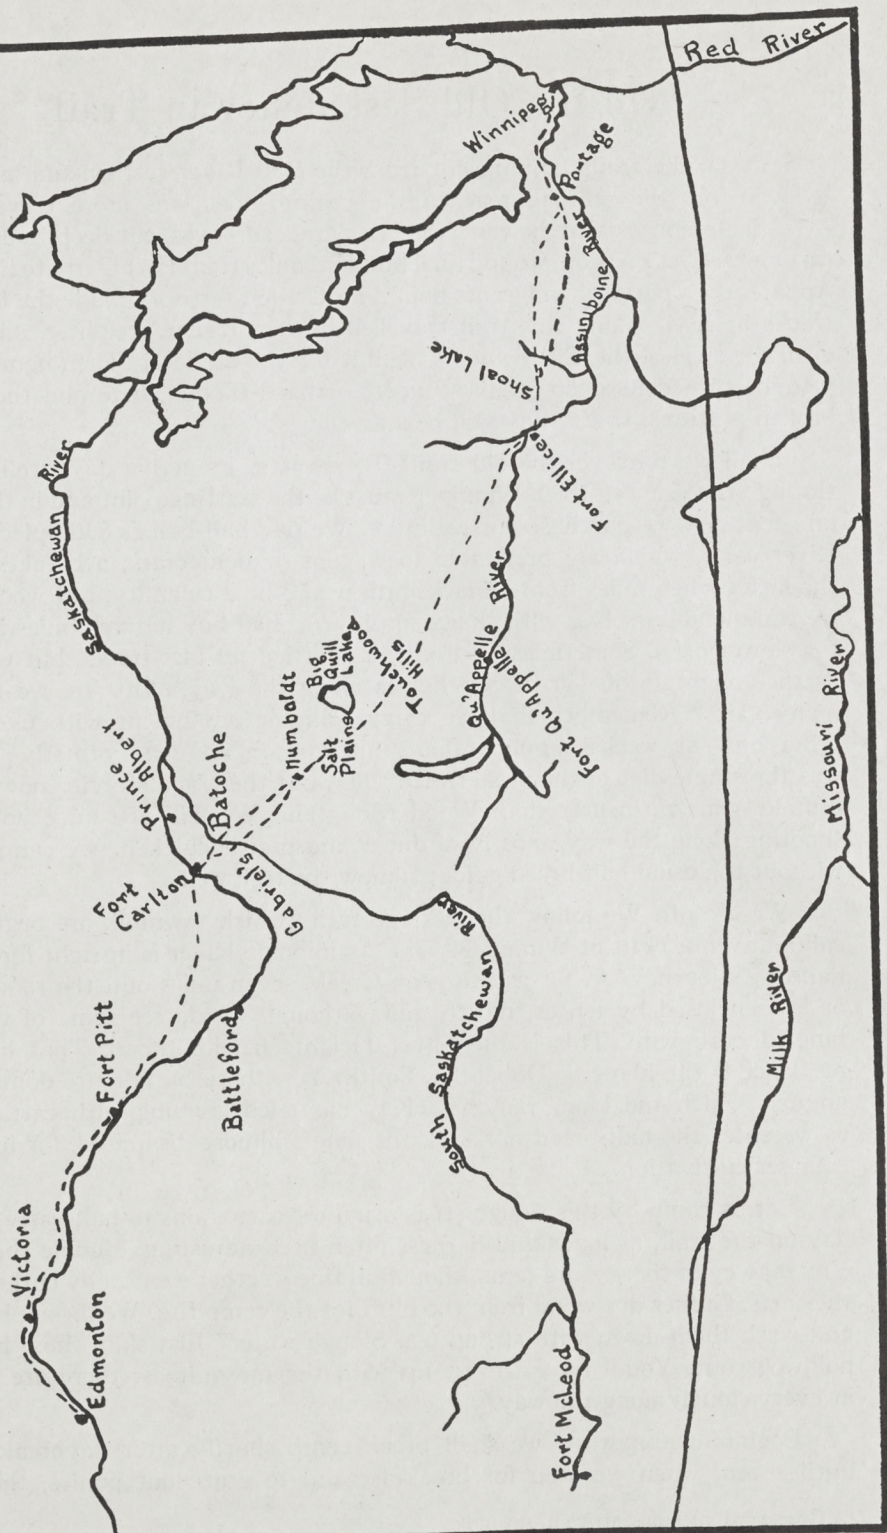 Red River
Winnipeg
Portage
Assiniboine River
Shoal Lake
Fort Ellice
Saskatchewan River
Qu'Appelle River
Fort Qu'Appelle
Touchwood
Hills
Big
Quill
Lake
Salt
Plains
Humboldt
Missouri River
Prince
Albert
Batoche
Gabriel's
Fort
Carlton
South Saskatchewan River
Milk River
Battleford
Fort Pitt
Victoria
Edmonton
Fort McLeod